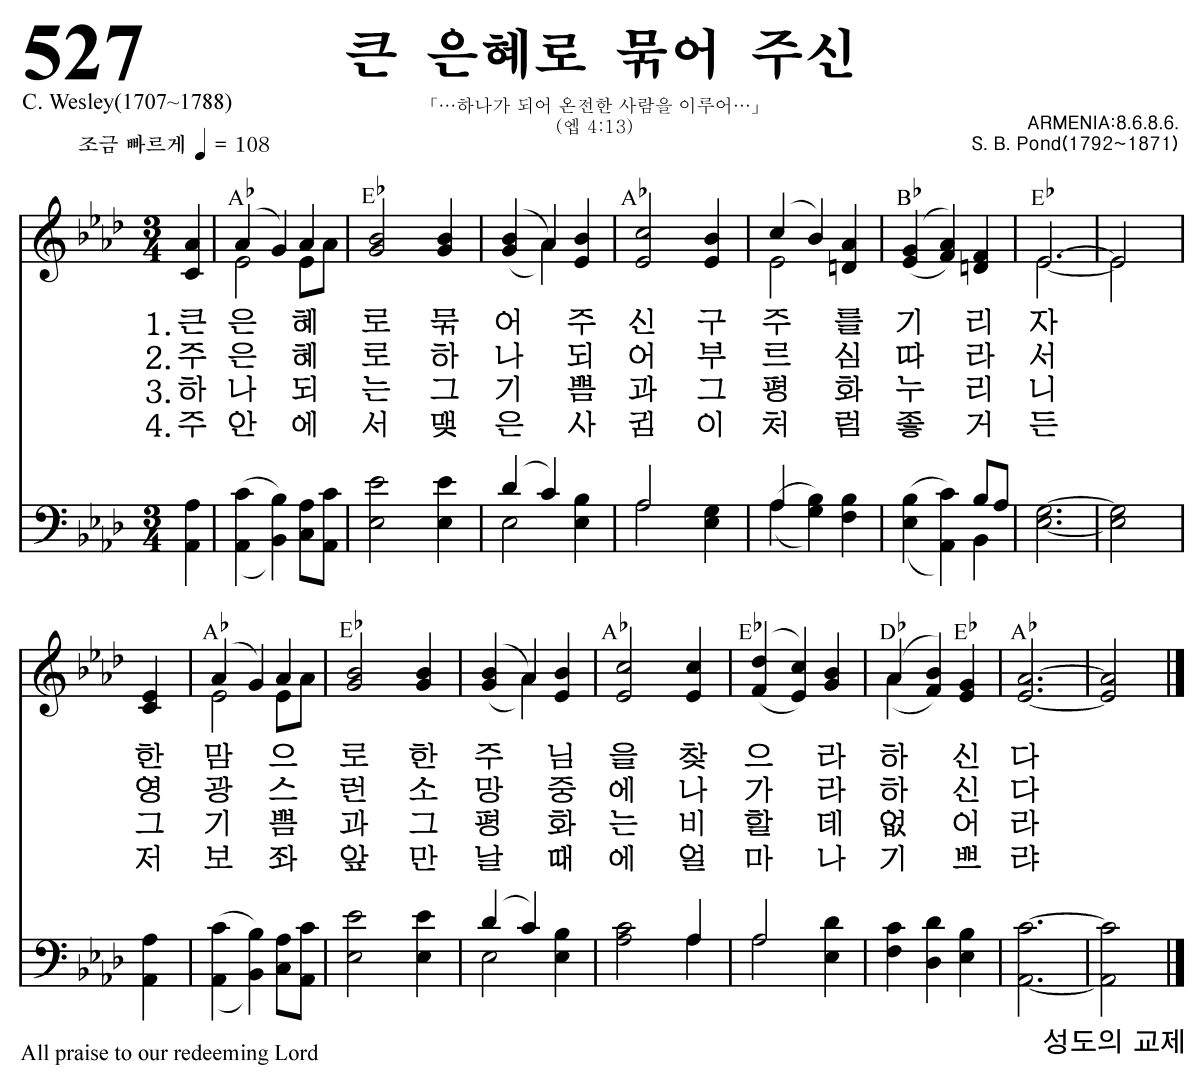 527
큰 은혜로 묶어 주신
C. Wesley(1707~1788)
「…하나가 되어 온전한 사람을 이루어…」
(엡 4:13)
ARMENIA:8.6.8.6.
조금 빠르게 ♩ = 108
S. B. Pond(1792~1871)
A♭ E♭ A♭ B♭ E♭
3/4
1. 큰 은 혜 로 묶 어 주 신 구 주 를 기 리 자
2. 주 은 혜 로 하 나 되 어 부 르 심 따 라 서
3. 하 나 되 는 그 기 쁨 과 그 평 화 누 리 니
4. 주 안 에 서 맺 은 사 귐 이 처 럼 좋 거 든
3/4
A♭ E♭ A♭ E♭ D♭ E♭ A♭
한 맘 으 로 한 주 님 을 찾 으 라 하 신 다
영 광 스 런 소 망 중 에 나 가 라 하 신 다
그 기 쁨 과 그 평 화 는 비 할 데 없 어 라
저 보 좌 앞 만 날 때 에 얼 마 나 기 쁘 랴
All praise to our redeeming Lord
성도의 교제